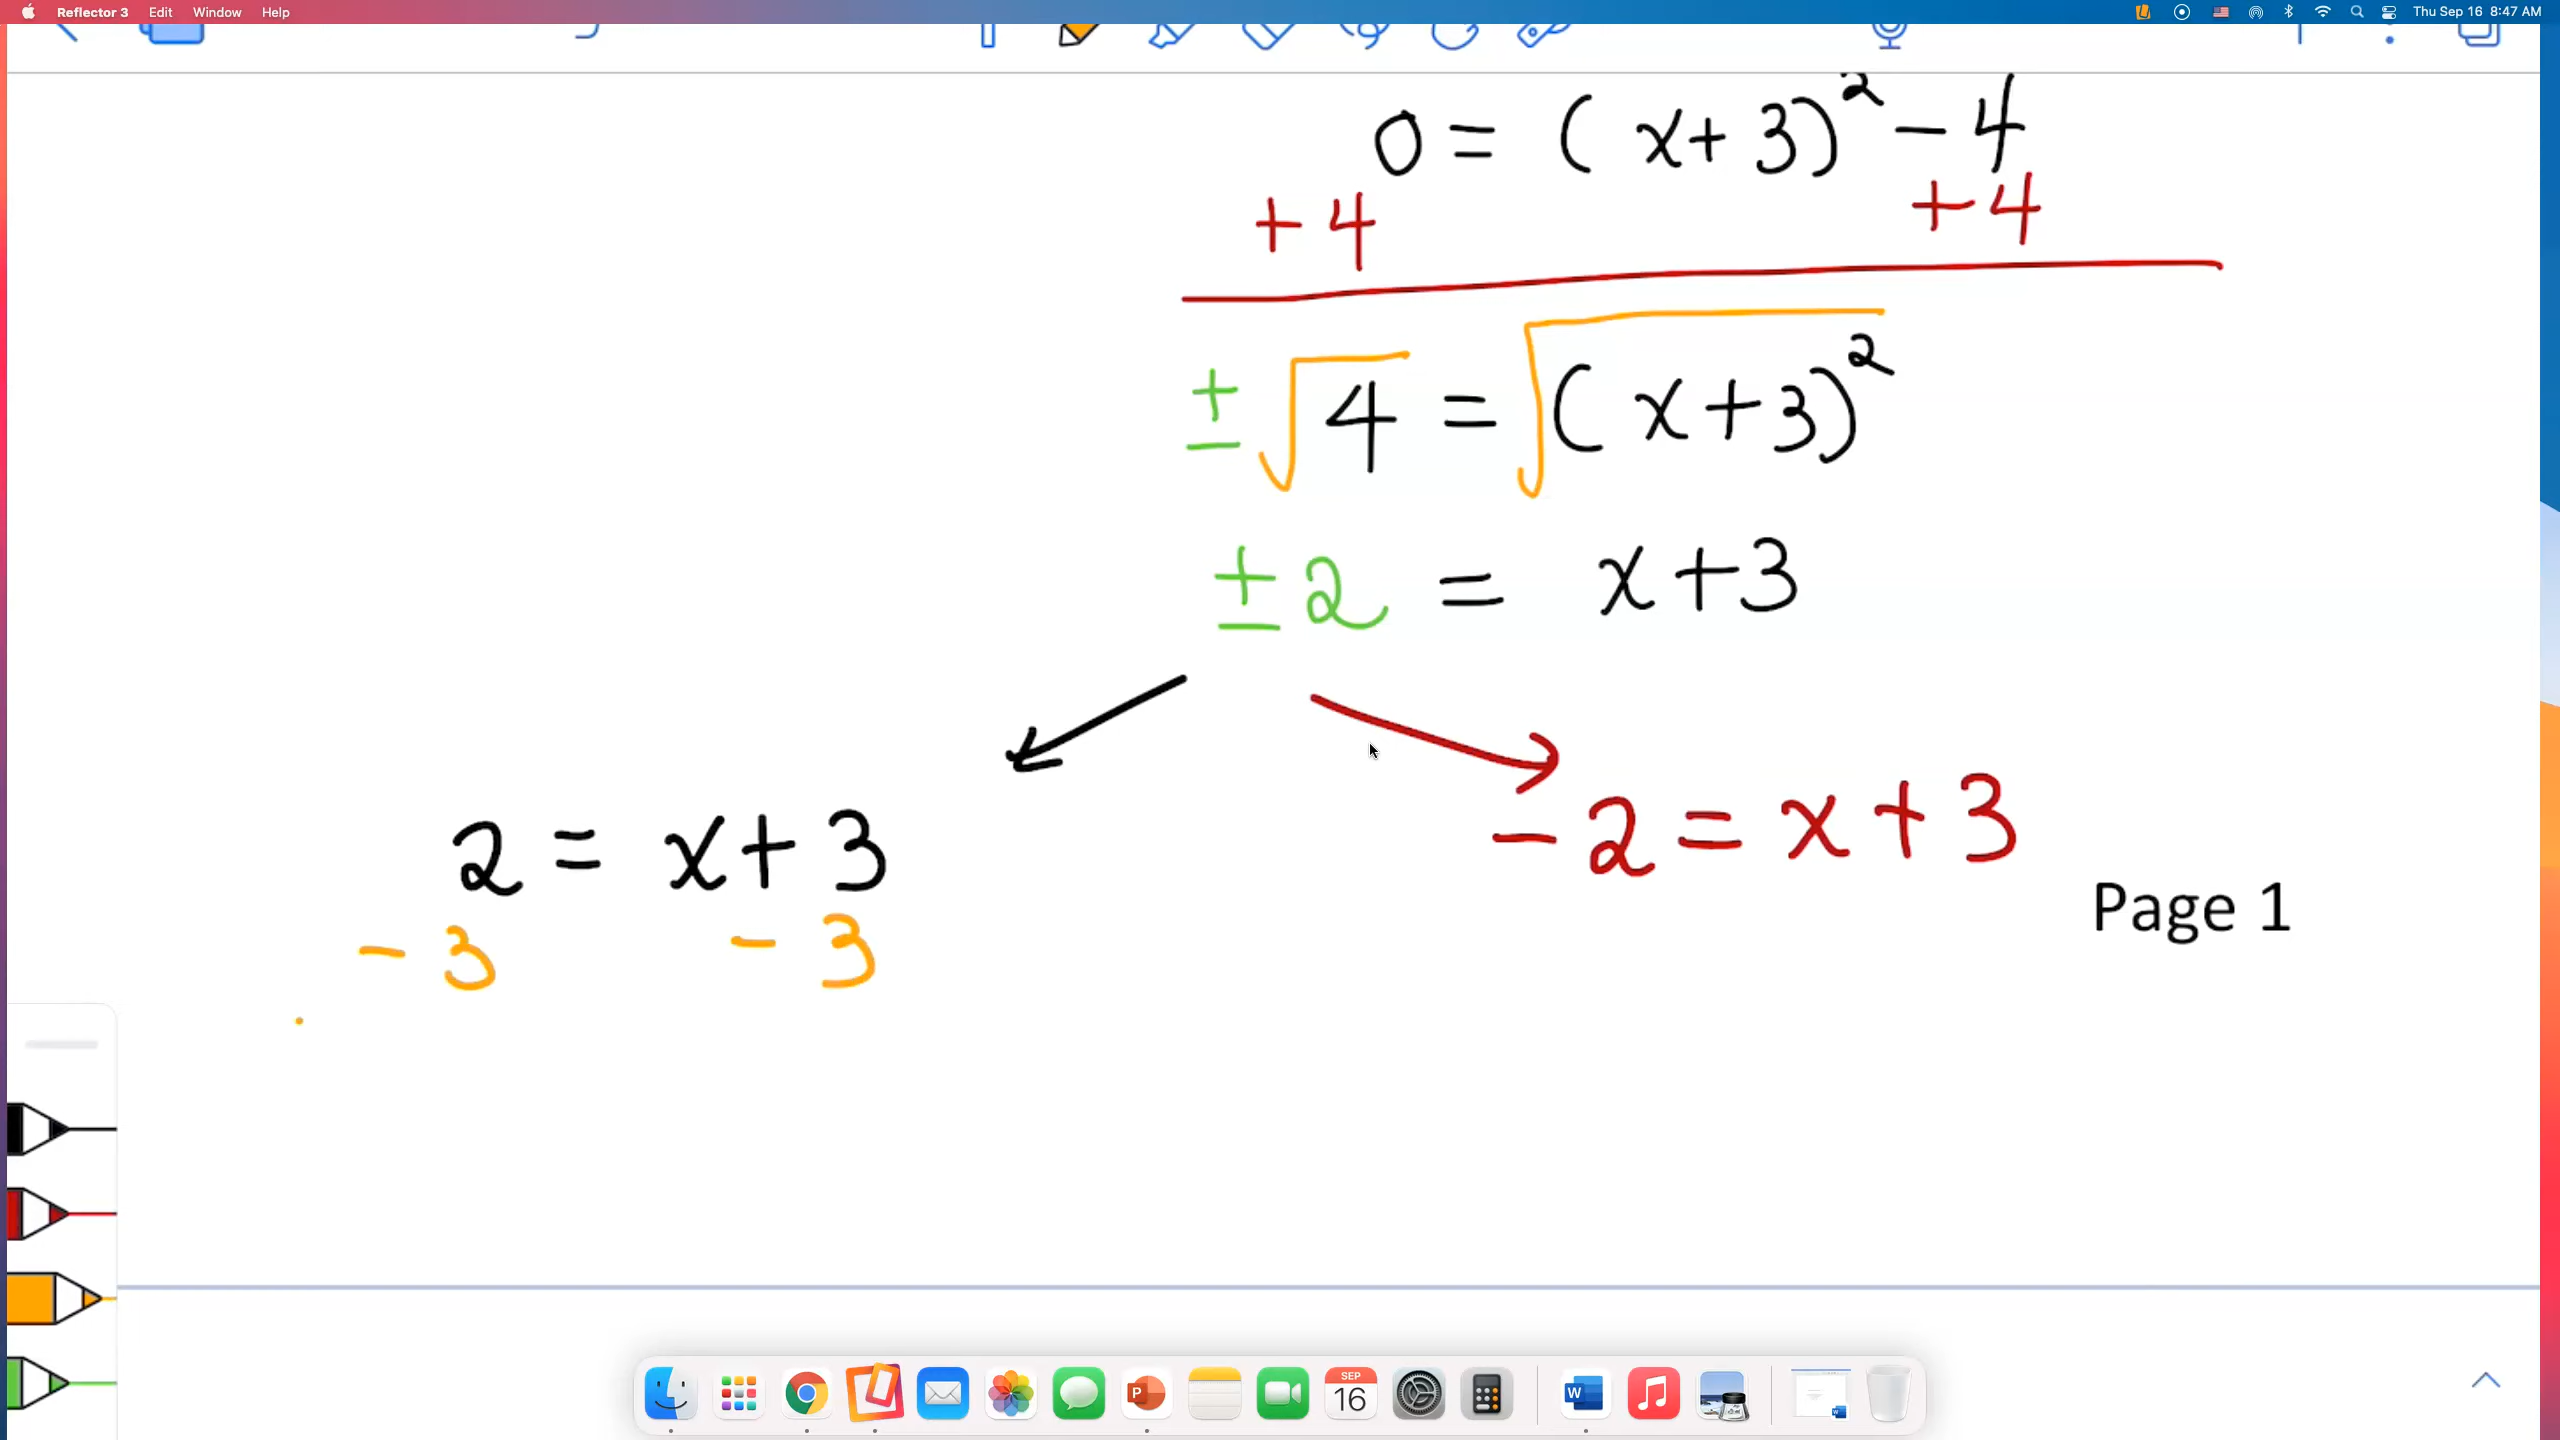 Reflector 3 Edit Window Help Thu Sep 16 8:47 AM
0 = (x+3)² - 4
+4 +4
± √4 = √(x+3)²
± 2 = x+3
2 = x+3
-2 = x+3
-3 -3
Page 1
SEP
16
P
W